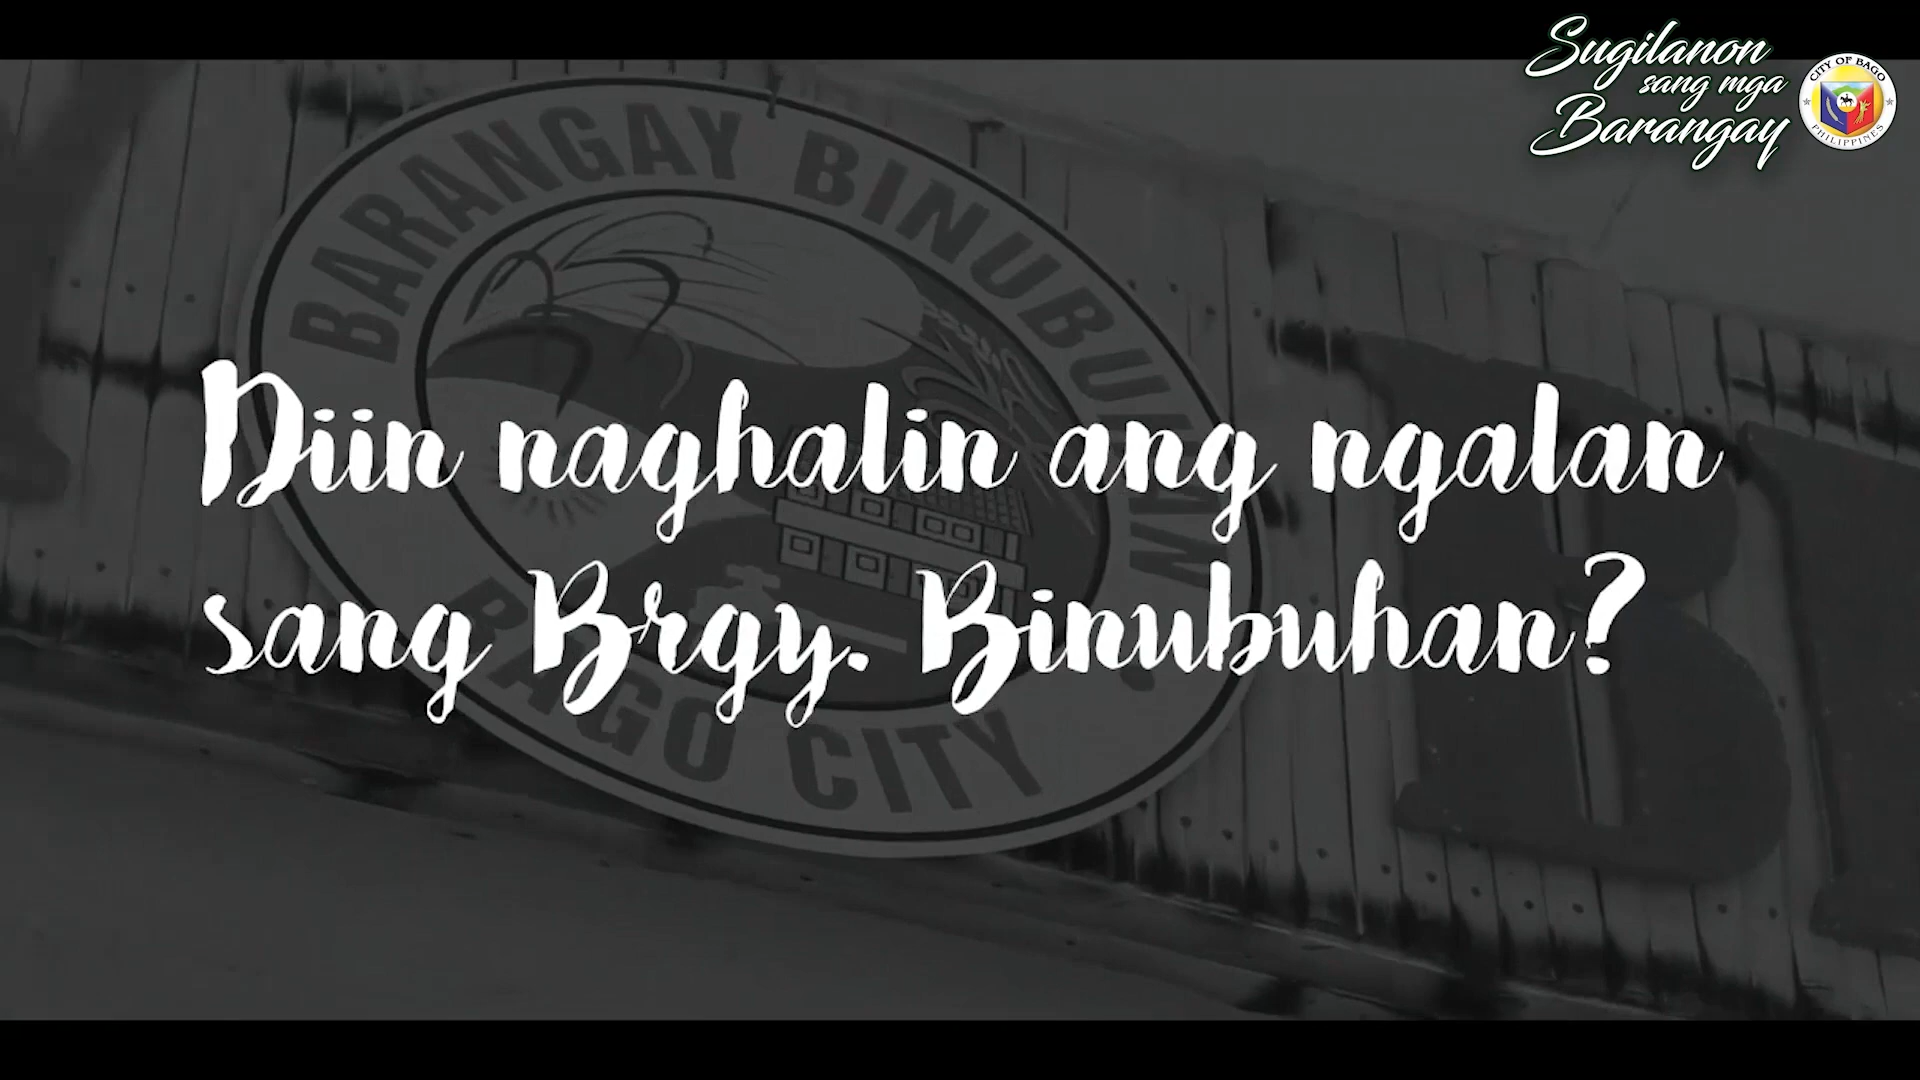 Sugilanon
sang mga
Barangay
CITY OF BAGO
PHILIPPINES
BARANGAY BINUBUHAN
BAGO CITY
Diin naghalin ang ngalan
sang Brgy. Binubuhan?